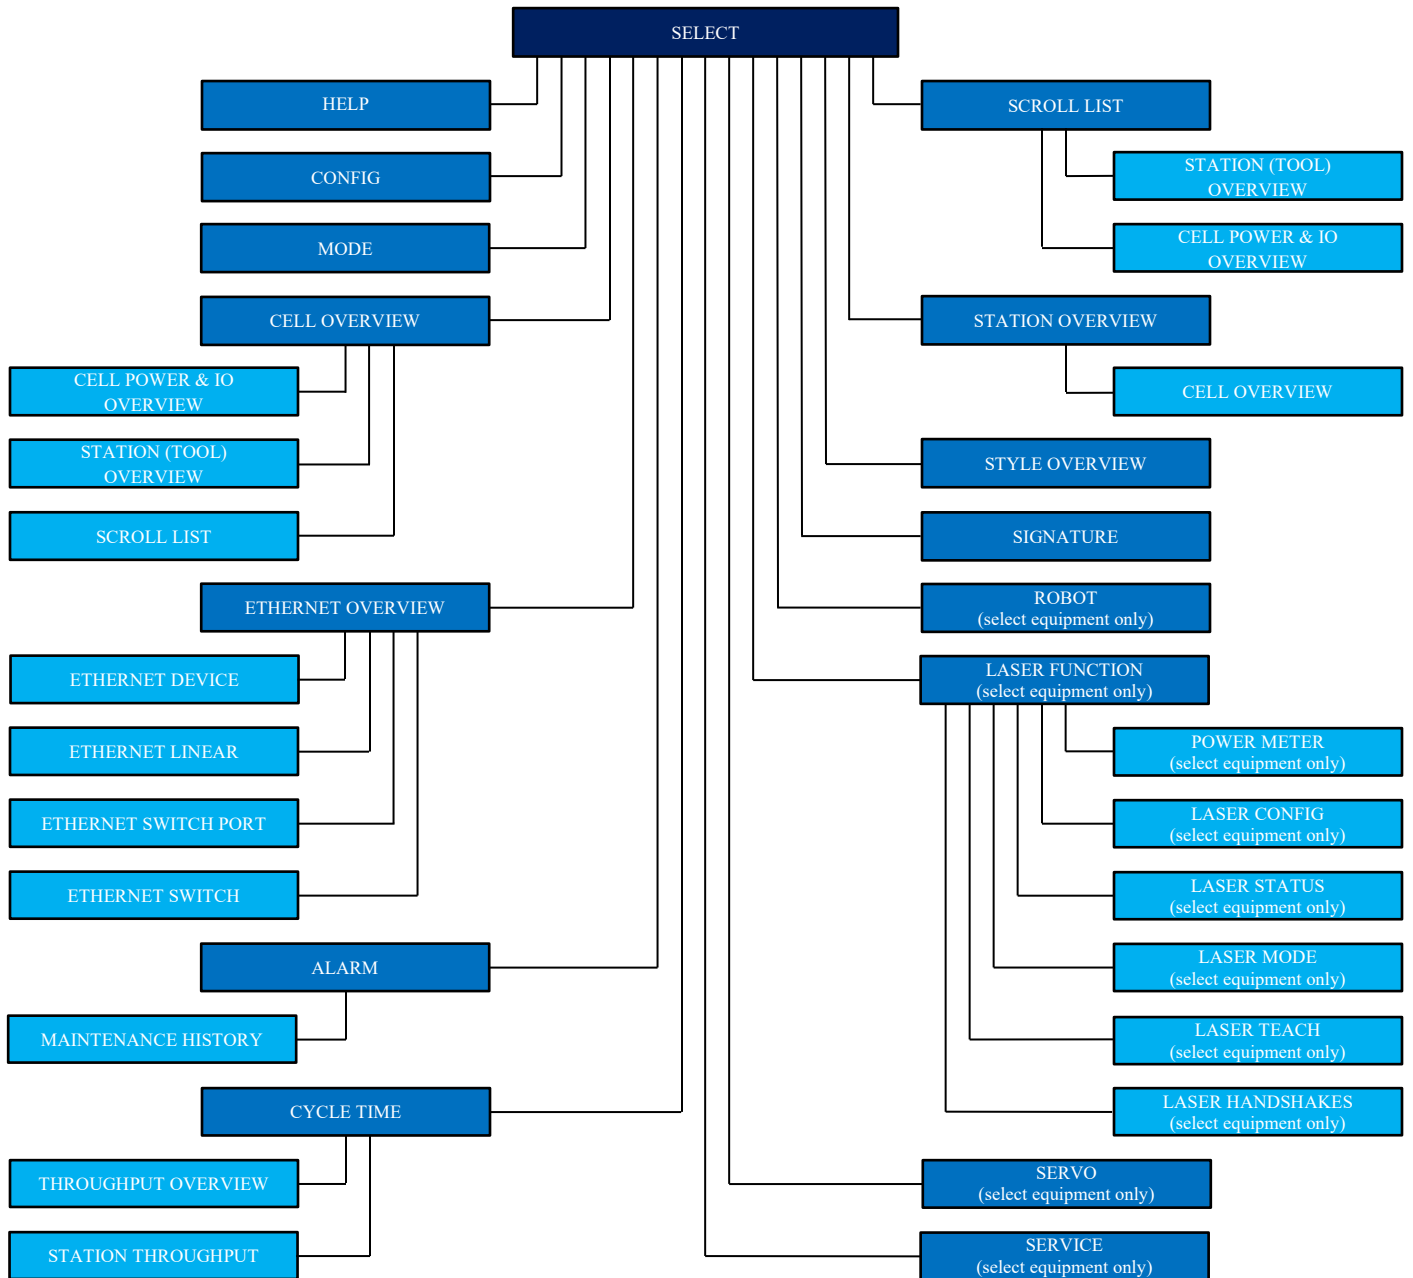 SELECT
HELP
CONFIG
MODE
CELL OVERVIEW
CELL POWER & IO
OVERVIEW
STATION (TOOL)
OVERVIEW
SCROLL LIST
ETHERNET OVERVIEW
ETHERNET DEVICE
ETHERNET LINEAR
ETHERNET SWITCH PORT
ETHERNET SWITCH
ALARM
MAINTENANCE HISTORY
CYCLE TIME
THROUGHPUT OVERVIEW
STATION THROUGHPUT
SCROLL LIST
STATION (TOOL)
OVERVIEW
CELL POWER & IO
OVERVIEW
STATION OVERVIEW
CELL OVERVIEW
STYLE OVERVIEW
SIGNATURE
ROBOT
(select equipment only)
LASER FUNCTION
(select equipment only)
POWER METER
(select equipment only)
LASER CONFIG
(select equipment only)
LASER STATUS
(select equipment only)
LASER MODE
(select equipment only)
LASER TEACH
(select equipment only)
LASER HANDSHAKES
(select equipment only)
SERVO
(select equipment only)
SERVICE
(select equipment only)